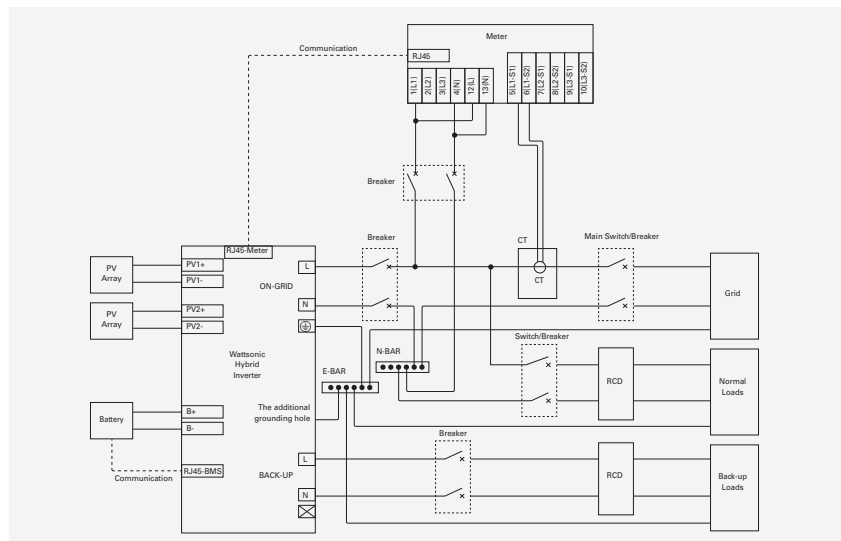 Meter
Communication
RJ45
1(L1)
2(L2)
3(L3)
4(N)
12(L)
13(N)
5(L1-S1)
6(L1-S2)
7(L2-S1)
8(L2-S2)
9(L3-S1)
10(L3-S2)
Breaker
Breaker
CT
Main Switch/Breaker
RJ45-Meter
PV
Array
PV1+
PV1-
L
ON-GRID
CT
Grid
PV
Array
PV2+
PV2-
N
Wattsonic
Hybrid
Inverter
N-BAR
E-BAR
Switch/Breaker
RCD
Normal
Loads
Battery
B+
B-
The additional
grounding hole
Breaker
RJ45-BMS
Communication
L
BACK-UP
N
RCD
Back-up
Loads